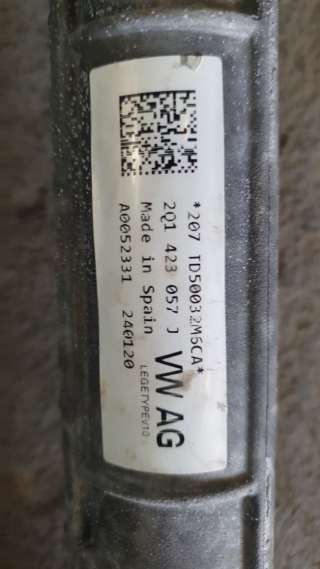 *207 TD50032M5CA*
2Q1 423 057 J
Made in Spain
A0052331 240120
VW AG
LEGETYPEV10